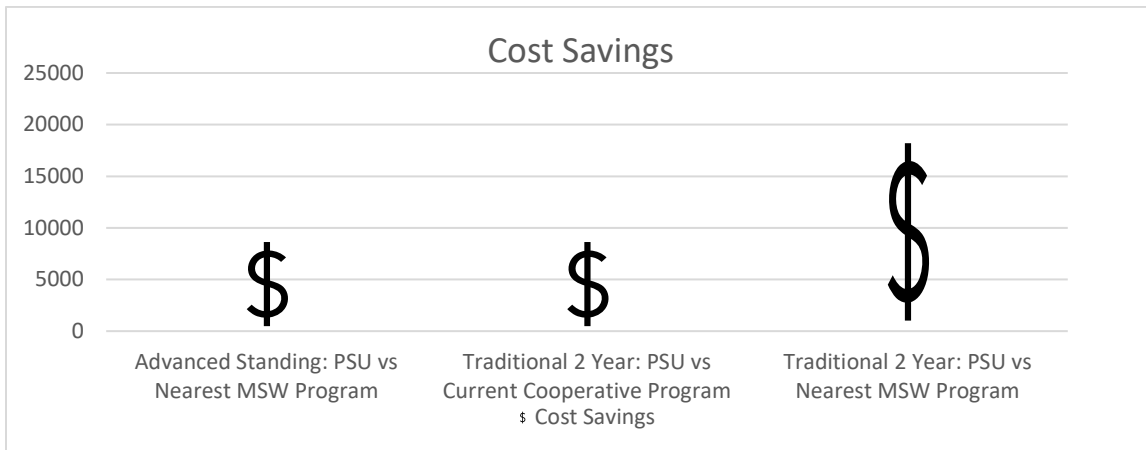 Cost Savings
25000
20000
15000
10000
5000
0
$ $ $
Advanced Standing: PSU vs Nearest MSW Program
Traditional 2 Year: PSU vs Current Cooperative Program
Traditional 2 Year: PSU vs Nearest MSW Program
$ Cost Savings